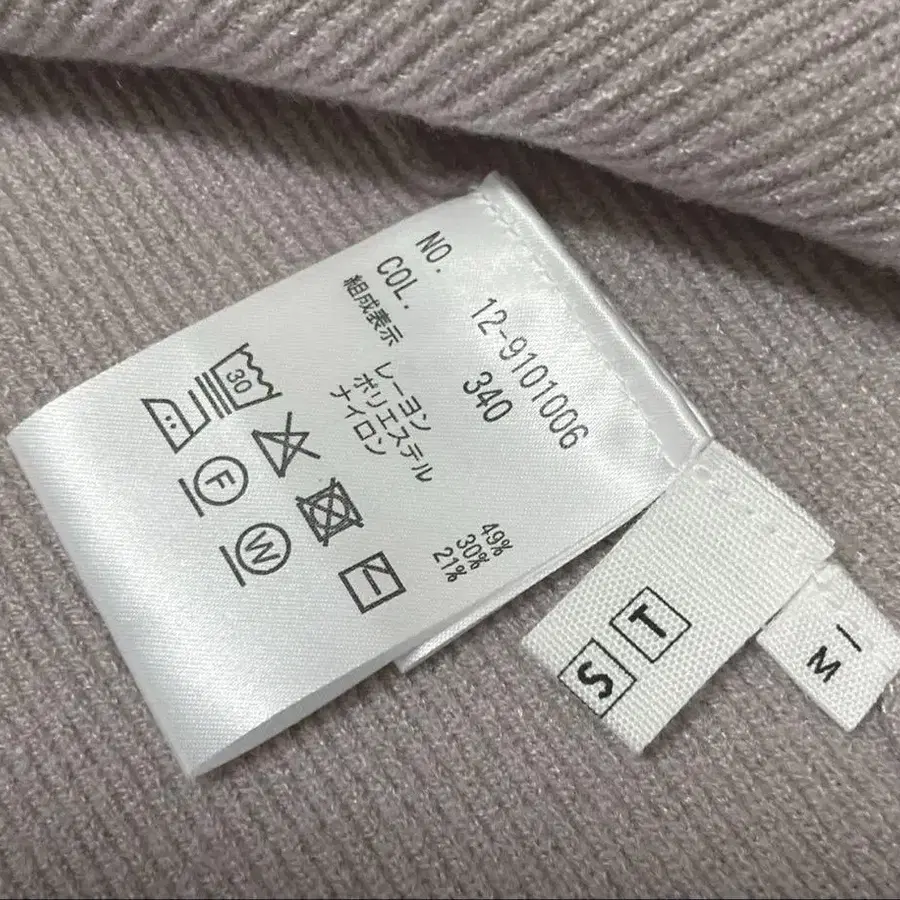 NO. 12-9101006
COL. 340
組成表示
レーヨン 49%
ポリエステル 30%
ナイロン 21%
30
F
W
T
S
M